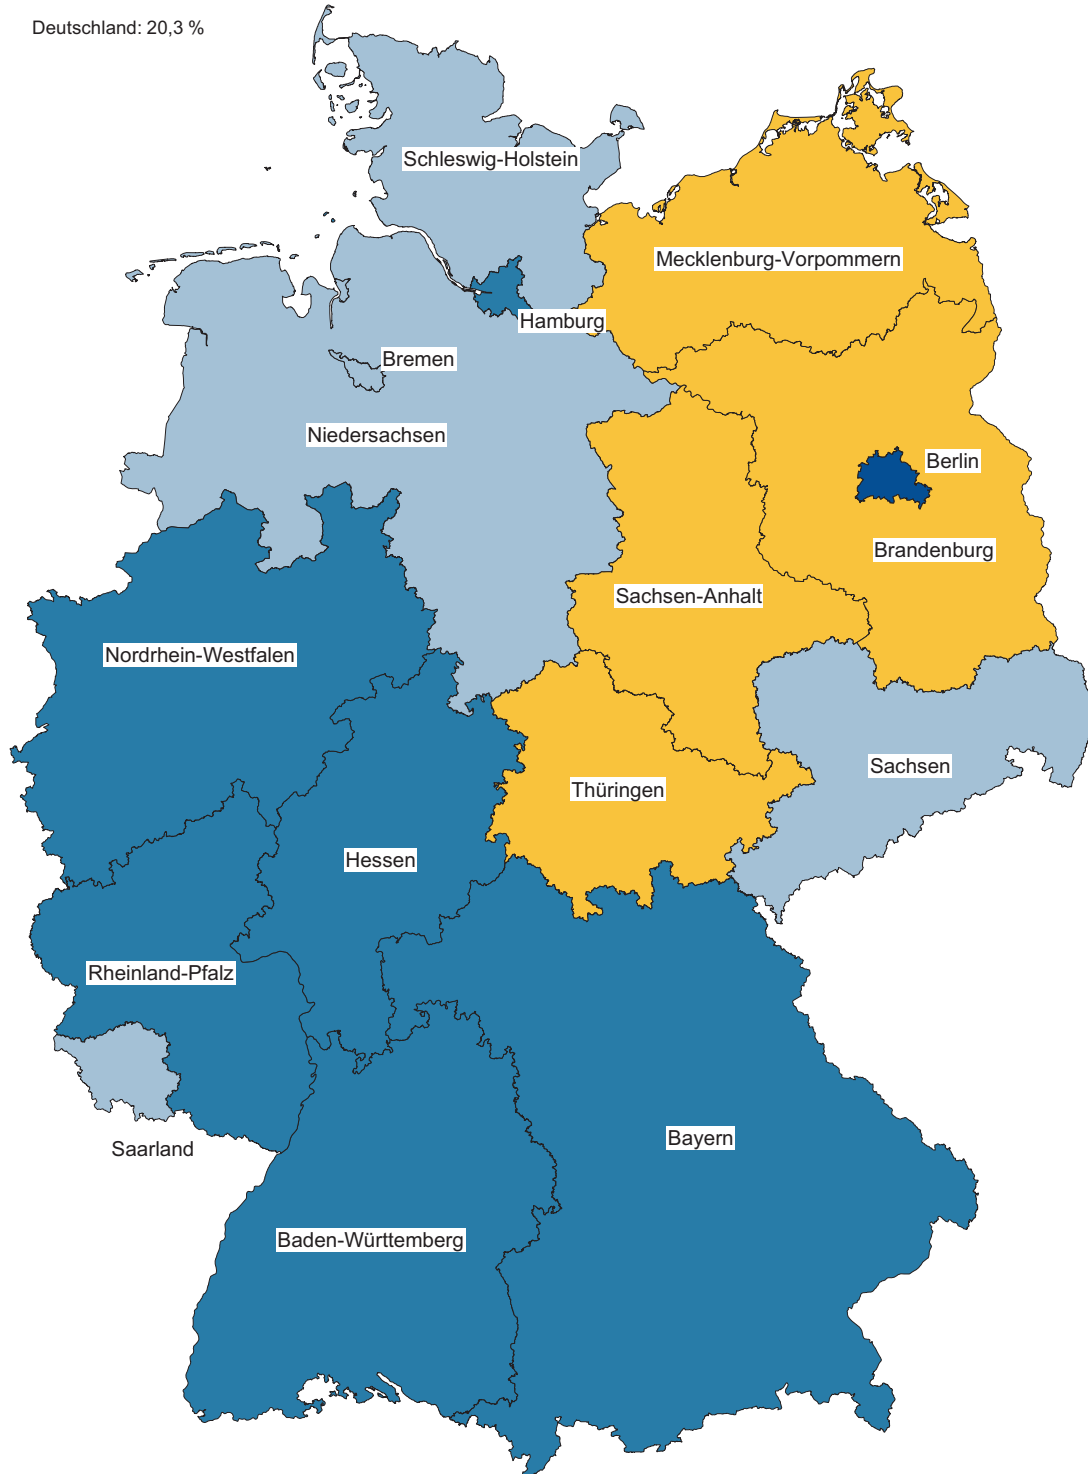 Deutschland: 20,3 %
Schleswig-Holstein
Mecklenburg-Vorpommern
Hamburg
Bremen
Niedersachsen
Berlin
Brandenburg
Sachsen-Anhalt
Nordrhein-Westfalen
Sachsen
Thüringen
Hessen
Rheinland-Pfalz
Bayern
Saarland
Baden-Württemberg